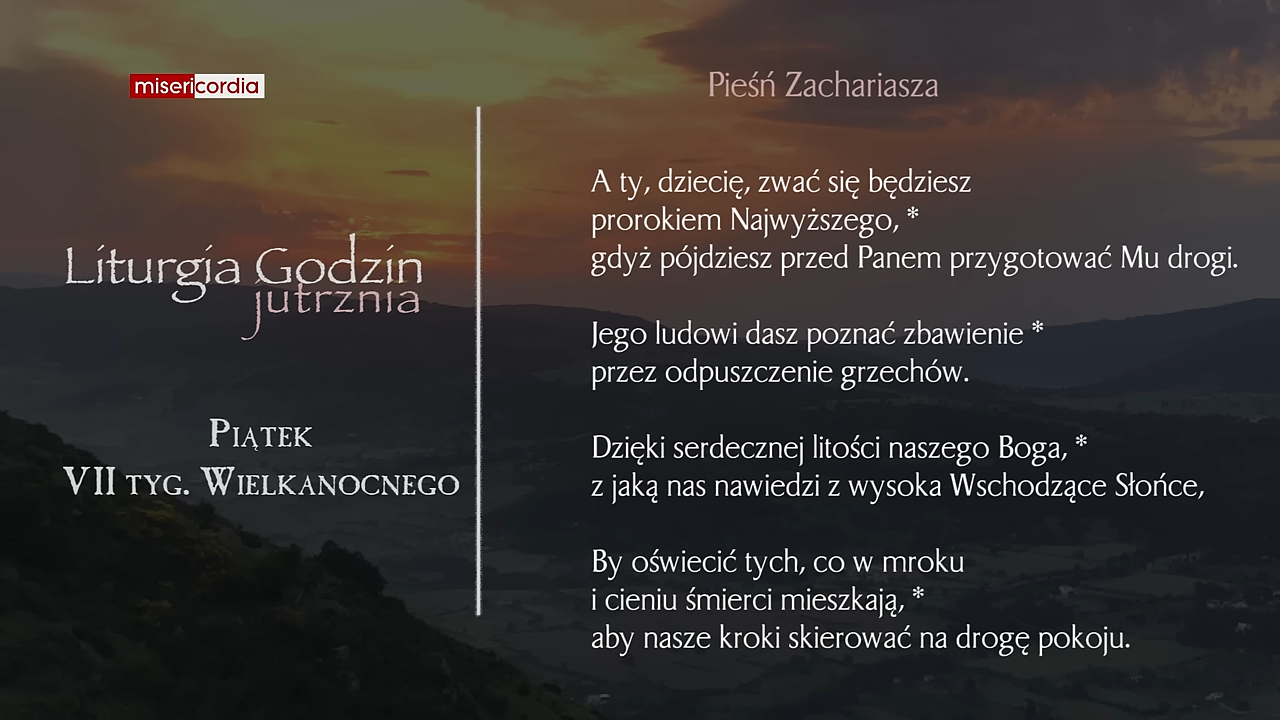 misericordia
Liturgia Godzin
jutrznia
Piątek
VII tyg. Wielkanocnego
Pieśń Zachariasza
A ty, dziecię, zwać się będziesz
prorokiem Najwyższego, *
gdyż pójdziesz przed Panem przygotować Mu drogi.
Jego ludowi dasz poznać zbawienie *
przez odpuszczenie grzechów.
Dzięki serdecznej litości naszego Boga, *
z jaką nas nawiedzi z wysoka Wschodzące Słońce,
By oświecić tych, co w mroku
i cieniu śmierci mieszkają, *
aby nasze kroki skierować na drogę pokoju.